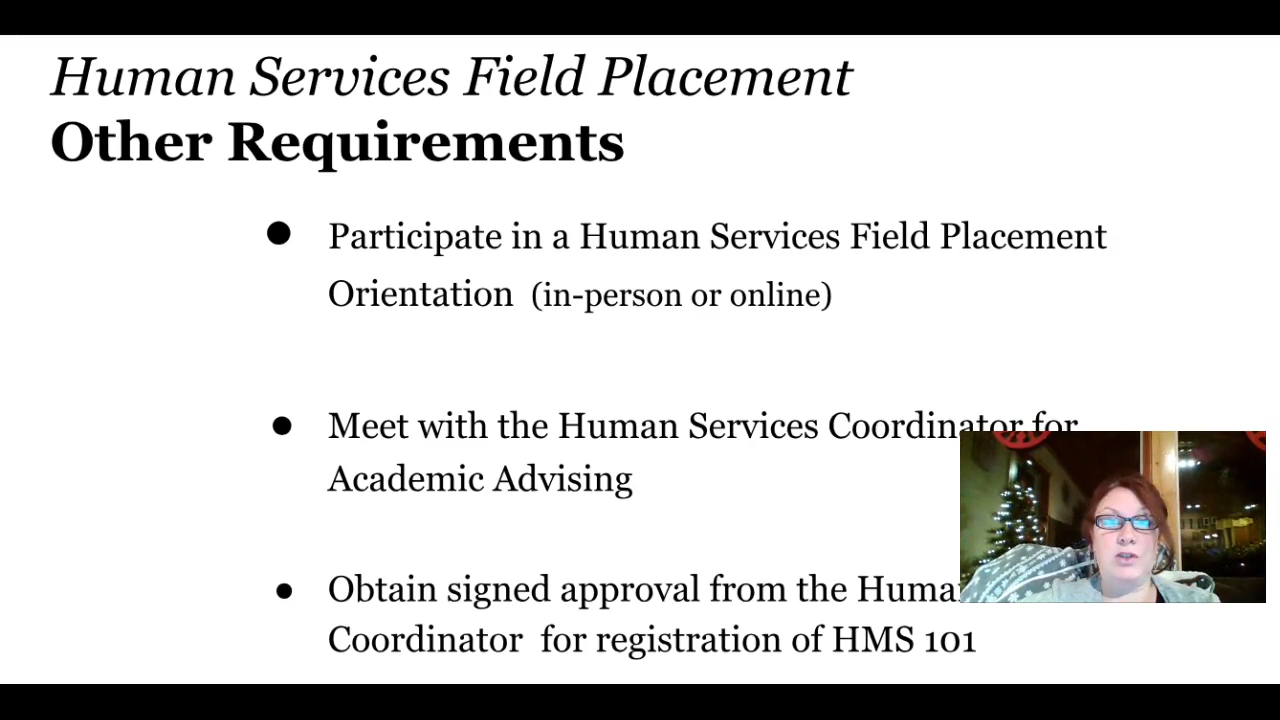 Human Services Field Placement
Other Requirements
● Participate in a Human Services Field Placement
Orientation (in-person or online)
● Meet with the Human Services Coordinator for
Academic Advising
● Obtain signed approval from the
Coordinator for registration of HMS 101